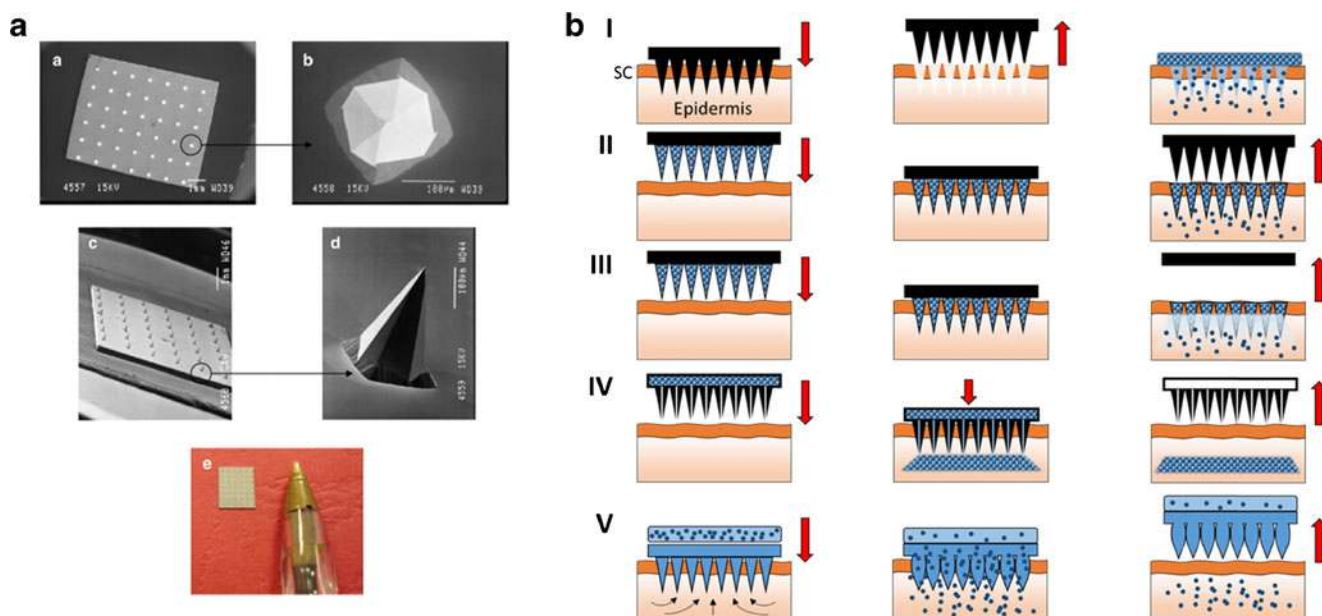 a
a
4557 15KV 1mm WD39
b
4558 15KV 100μm WD39
c
1mm WD46
d
100μm WD44
4559 15KV
e
b
I
SC
Epidermis
II
III
IV
V